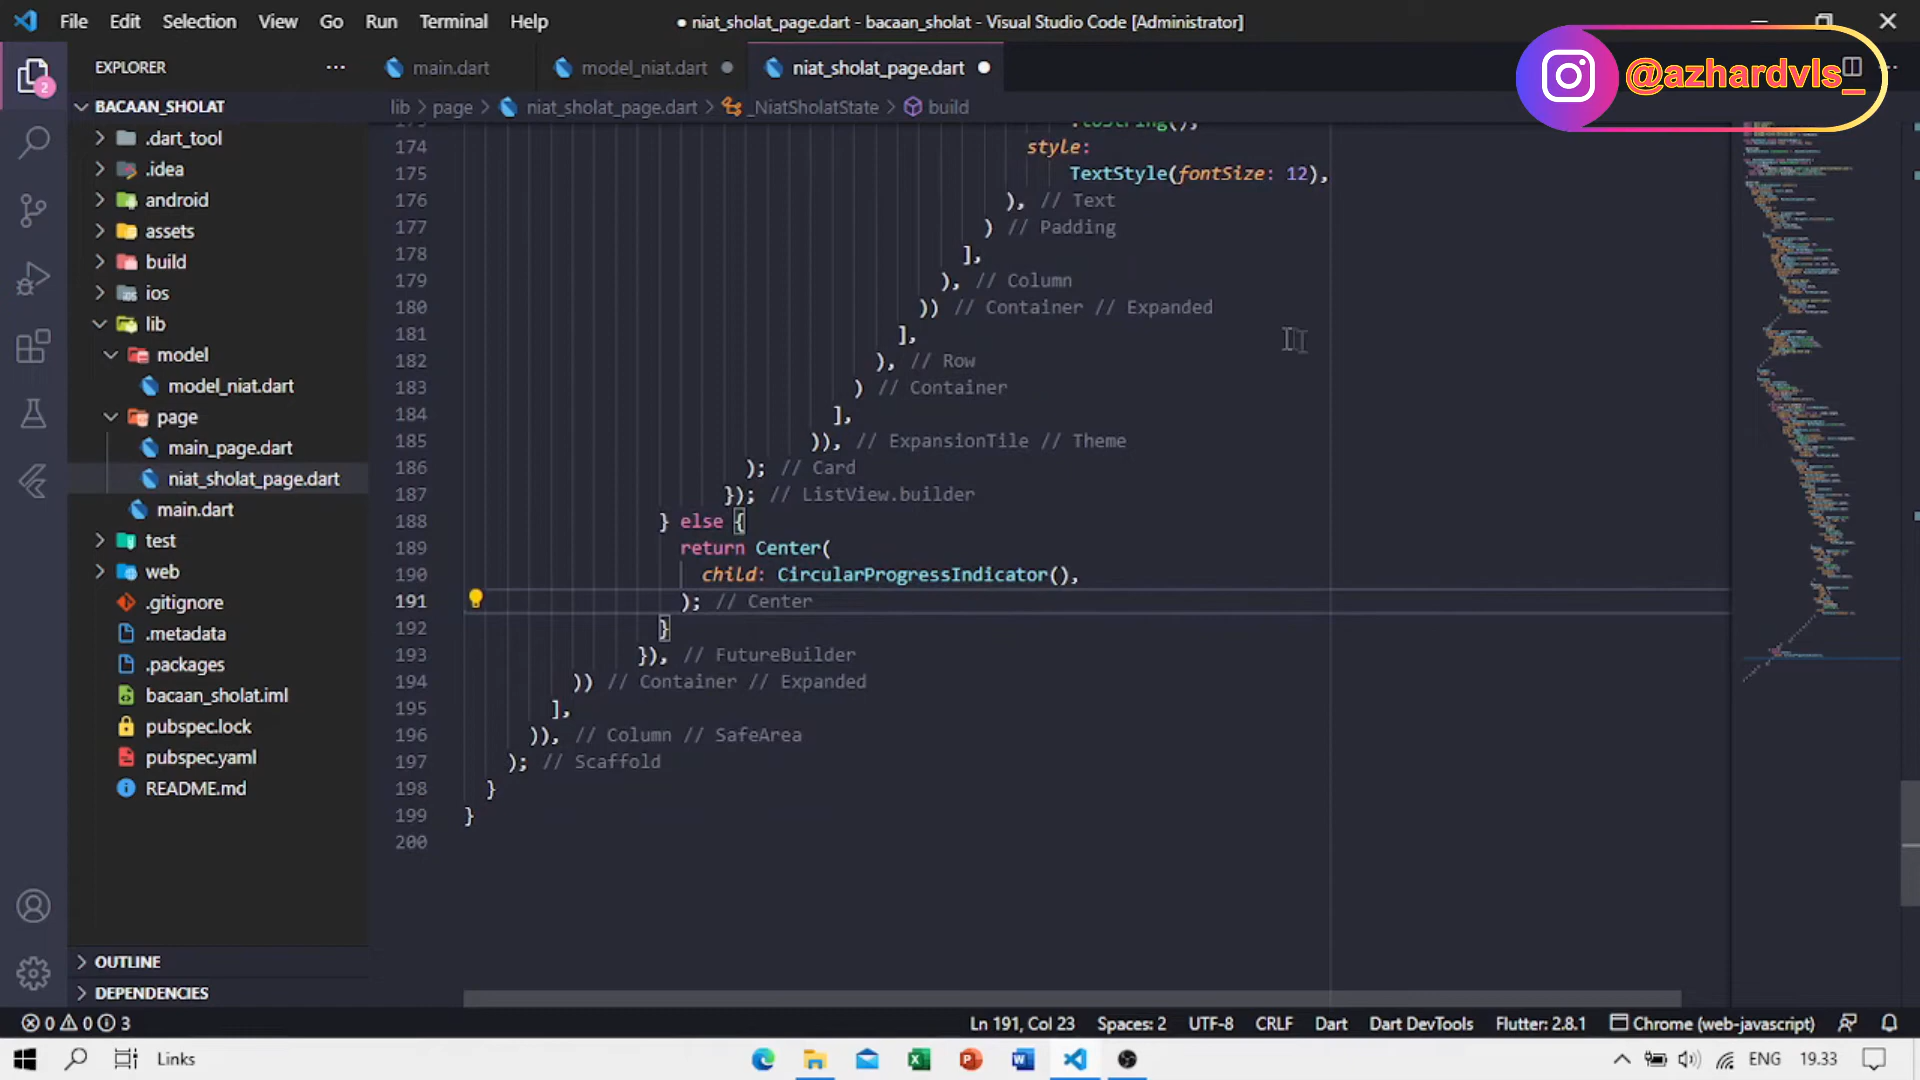 File Edit Selection View Go Run Terminal Help
● niat_sholat_page.dart - bacaan_sholat - Visual Studio Code [Administrator]
@azhardvls_
EXPLORER
main.dart
model_niat.dart
niat_sholat_page.dart
lib > page > niat_sholat_page.dart > _NiatSholatState > build
BACAAN_SHOLAT
.dart_tool
.idea
android
assets
build
ios
lib
model
model_niat.dart
page
main_page.dart
niat_sholat_page.dart
main.dart
test
web
.gitignore
.metadata
.packages
bacaan_sholat.iml
pubspec.lock
pubspec.yaml
README.md
OUTLINE
DEPENDENCIES
173 .toString(),
174 style:
175 TextStyle(fontSize: 12),
176 ), // Text
177 ) // Padding
178 ],
179 ), // Column
180 )) // Container // Expanded
181 ],
182 ), // Row
183 ) // Container
184 ],
185 )), // ExpansionTile // Theme
186 ); // Card
187 }); // ListView.builder
188 } else {
189 return Center(
190 child: CircularProgressIndicator(),
191 ); // Center
192 }
193 }), // FutureBuilder
194 )) // Container // Expanded
195 ],
196 )), // Column // SafeArea
197 ); // Scaffold
198 }
199 }
200
0 0 3
Ln 191, Col 23 Spaces: 2 UTF-8 CRLF Dart Dart DevTools Flutter: 2.8.1 Chrome (web-javascript)
Links
ENG 19.33